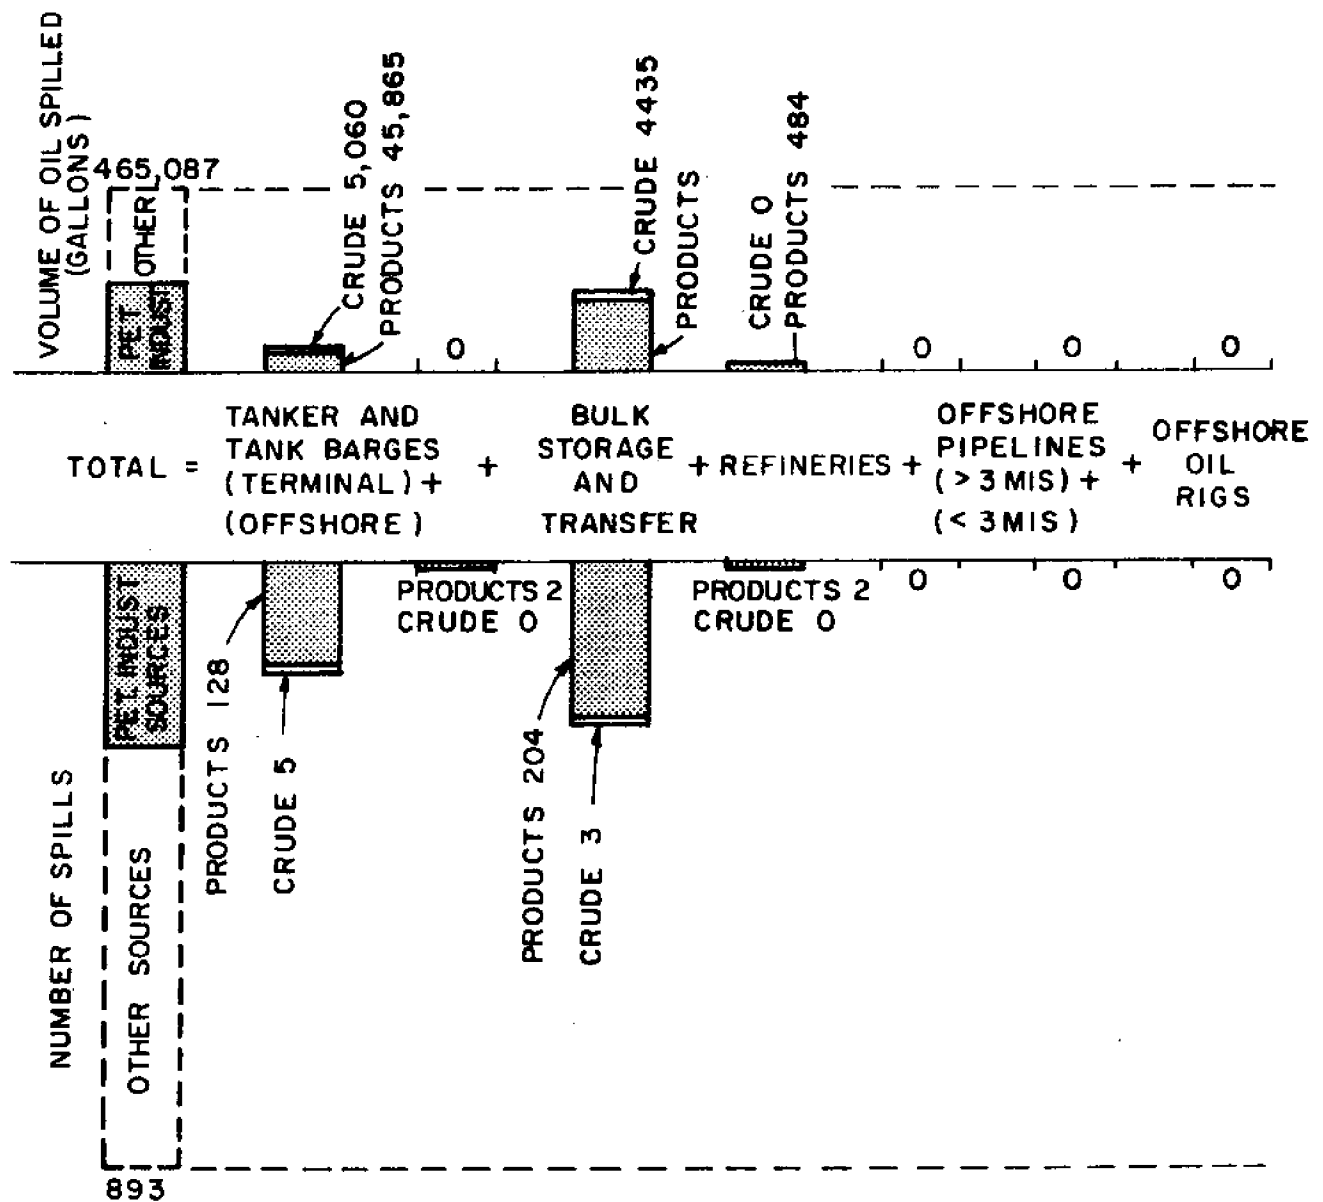 VOLUME OF OIL SPILLED
(GALLONS)
465,087
OTHER
PET
INDUST
CRUDE 5,060
PRODUCTS 45,865
0
CRUDE 4435
PRODUCTS
CRUDE 0
PRODUCTS 484
0
0
0
TOTAL =
TANKER AND
TANK BARGES
(TERMINAL) +
(OFFSHORE)
+
BULK
STORAGE
AND
TRANSFER
+ REFINERIES +
OFFSHORE
PIPELINES
(> 3 MIS) +
(< 3 MIS)
+
OFFSHORE
OIL
RIGS
NUMBER OF SPILLS
PET. INDUST
SOURCES
OTHER SOURCES
893
PRODUCTS 128
CRUDE 5
PRODUCTS 2
CRUDE 0
PRODUCTS 204
CRUDE 3
PRODUCTS 2
CRUDE 0
0
0
0